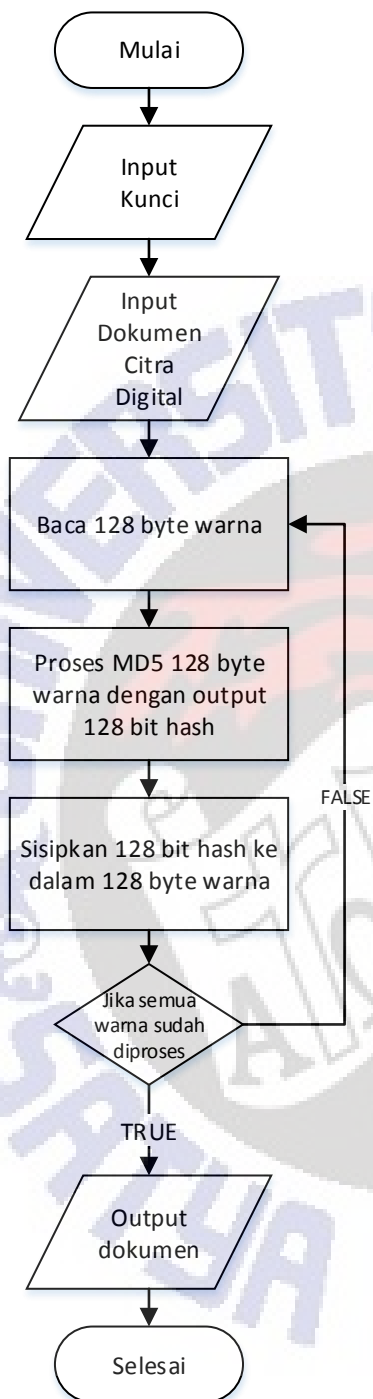 Mulai
Input
Kunci
Input
Dokumen
Citra
Digital
Baca 128 byte warna
Proses MD5 128 byte
warna dengan output
128 bit hash
Sisipkan 128 bit hash ke
dalam 128 byte warna
FALSE
Jika semua
warna sudah
diproses
TRUE
Output
dokumen
Selesai